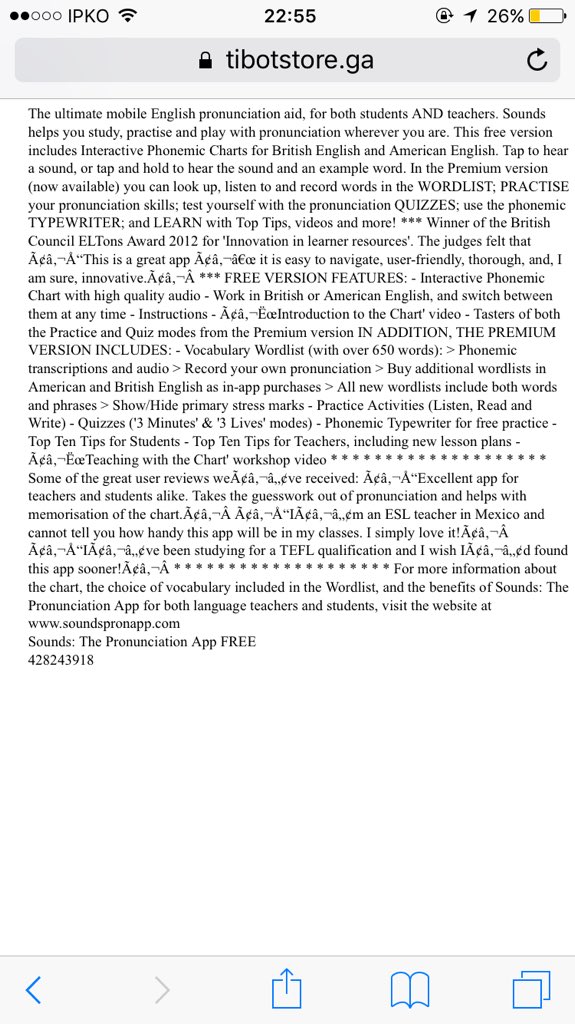 IPKO 22:55 26%
tibotstore.ga
The ultimate mobile English pronunciation aid, for both students AND teachers. Sounds
helps you study, practise and play with pronunciation wherever you are. This free version
includes Interactive Phonemic Charts for British English and American English. Tap to hear
a sound, or tap and hold to hear the sound and an example word. In the Premium version
(now available) you can look up, listen to and record words in the WORDLIST; PRACTISE
your pronunciation skills; test yourself with the pronunciation QUIZZES; use the phonemic
TYPEWRITER; and LEARN with Top Tips, videos and more! *** Winner of the British
Council ELTons Award 2012 for 'Innovation in learner resources'. The judges felt that
Ã¢â‚¬Å“This is a great app Ã¢â‚¬â€œ it is easy to navigate, user-friendly, thorough, and, I
am sure, innovative.Ã¢â‚¬Â *** FREE VERSION FEATURES: - Interactive Phonemic
Chart with high quality audio - Work in British or American English, and switch between
them at any time - Instructions - Ã¢â‚¬ËœIntroduction to the Chart' video - Tasters of both
the Practice and Quiz modes from the Premium version IN ADDITION, THE PREMIUM
VERSION INCLUDES: - Vocabulary Wordlist (with over 650 words): > Phonemic
transcriptions and audio > Record your own pronunciation > Buy additional wordlists in
American and British English as in-app purchases > All new wordlists include both words
and phrases > Show/Hide primary stress marks - Practice Activities (Listen, Read and
Write) - Quizzes ('3 Minutes' & '3 Lives' modes) - Phonemic Typewriter for free practice -
Top Ten Tips for Students - Top Ten Tips for Teachers, including new lesson plans -
Ã¢â‚¬ËœTeaching with the Chart' workshop video * * * * * * * * * * * * * * * * * * * *
Some of the great user reviews weÃ¢â‚¬â„¢ve received: Ã¢â‚¬Å“Excellent app for
teachers and students alike. Takes the guesswork out of pronunciation and helps with
memorisation of the chart.Ã¢â‚¬Â Ã¢â‚¬Å“IÃ¢â‚¬â„¢m an ESL teacher in Mexico and
cannot tell you how handy this app will be in my classes. I simply love it!Ã¢â‚¬Â
Ã¢â‚¬Å“IÃ¢â‚¬â„¢ve been studying for a TEFL qualification and I wish IÃ¢â‚¬â„¢d found
this app sooner!Ã¢â‚¬Â * * * * * * * * * * * * * * * * * * * * For more information about
the chart, the choice of vocabulary included in the Wordlist, and the benefits of Sounds: The
Pronunciation App for both language teachers and students, visit the website at
www.soundspronapp.com
Sounds: The Pronunciation App FREE
428243918